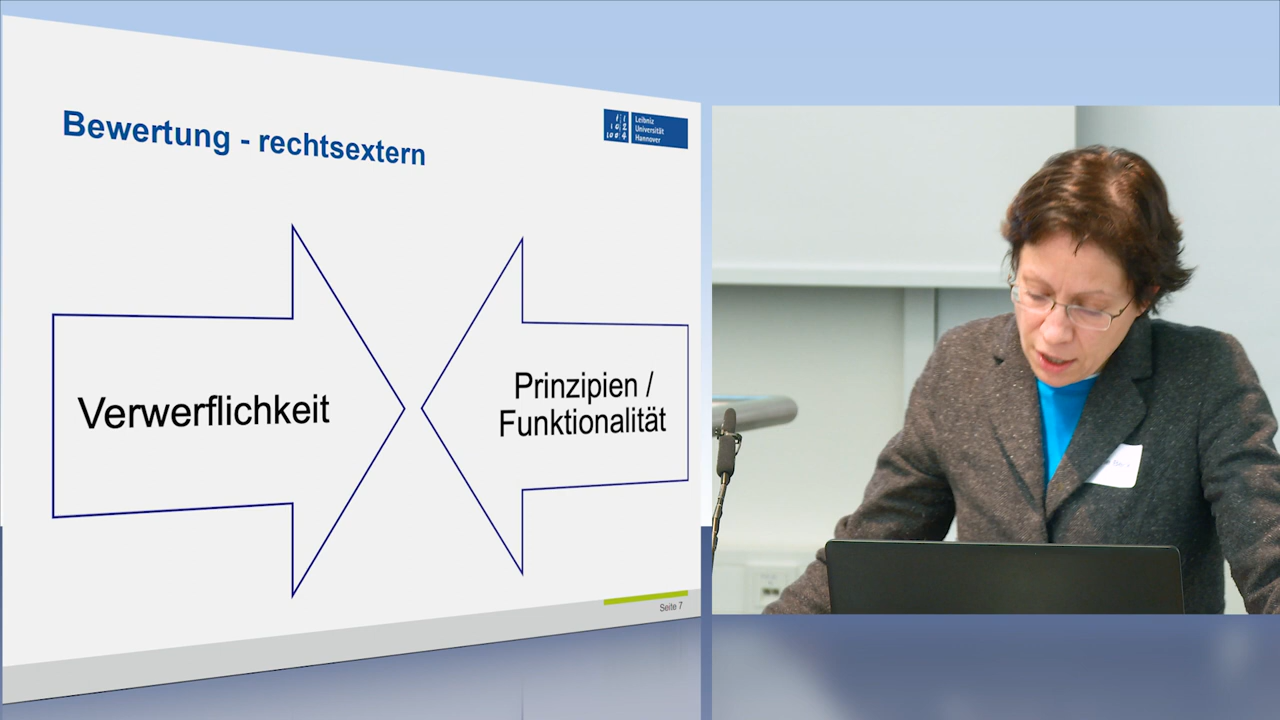 Bewertung - rechtsextern
Leibniz
Universität
Hannover
Verwerflichkeit
Prinzipien /
Funktionalität
Seite 7